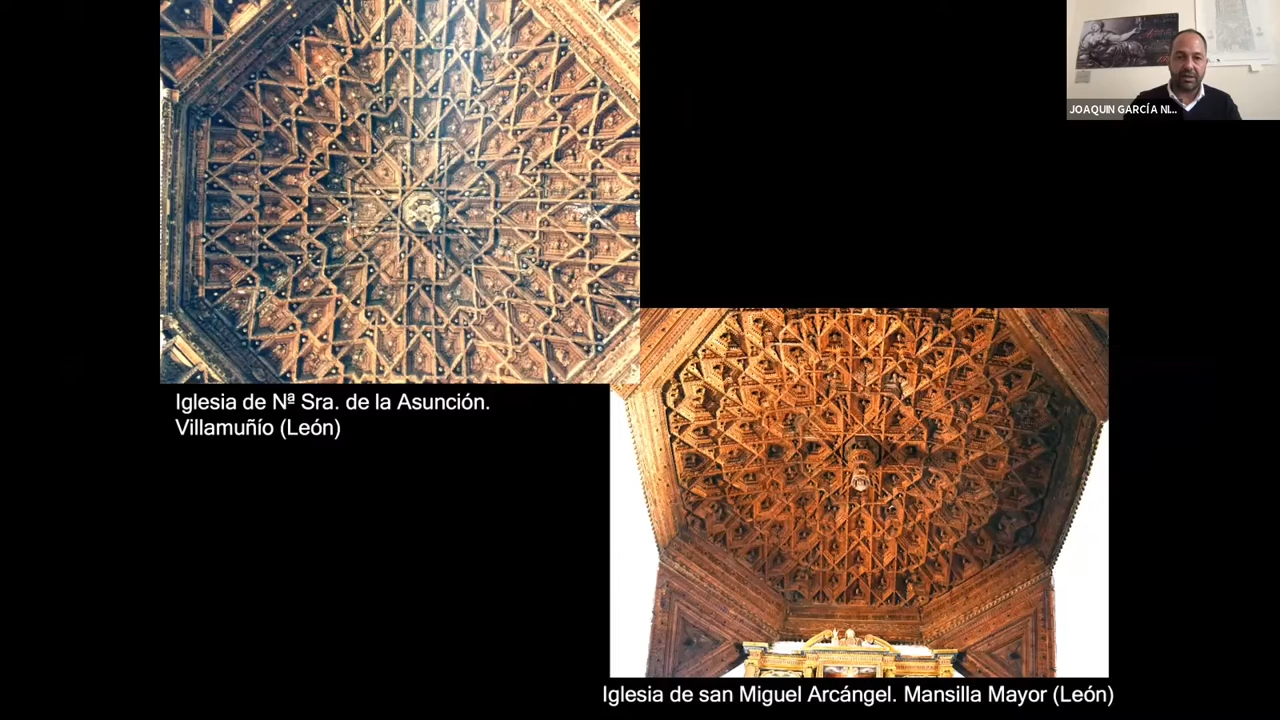 JOAQUIN GARCÍA NI...
Iglesia de Nª Sra. de la Asunción.
Villamuñío (León)
Iglesia de san Miguel Arcángel. Mansilla Mayor (León)